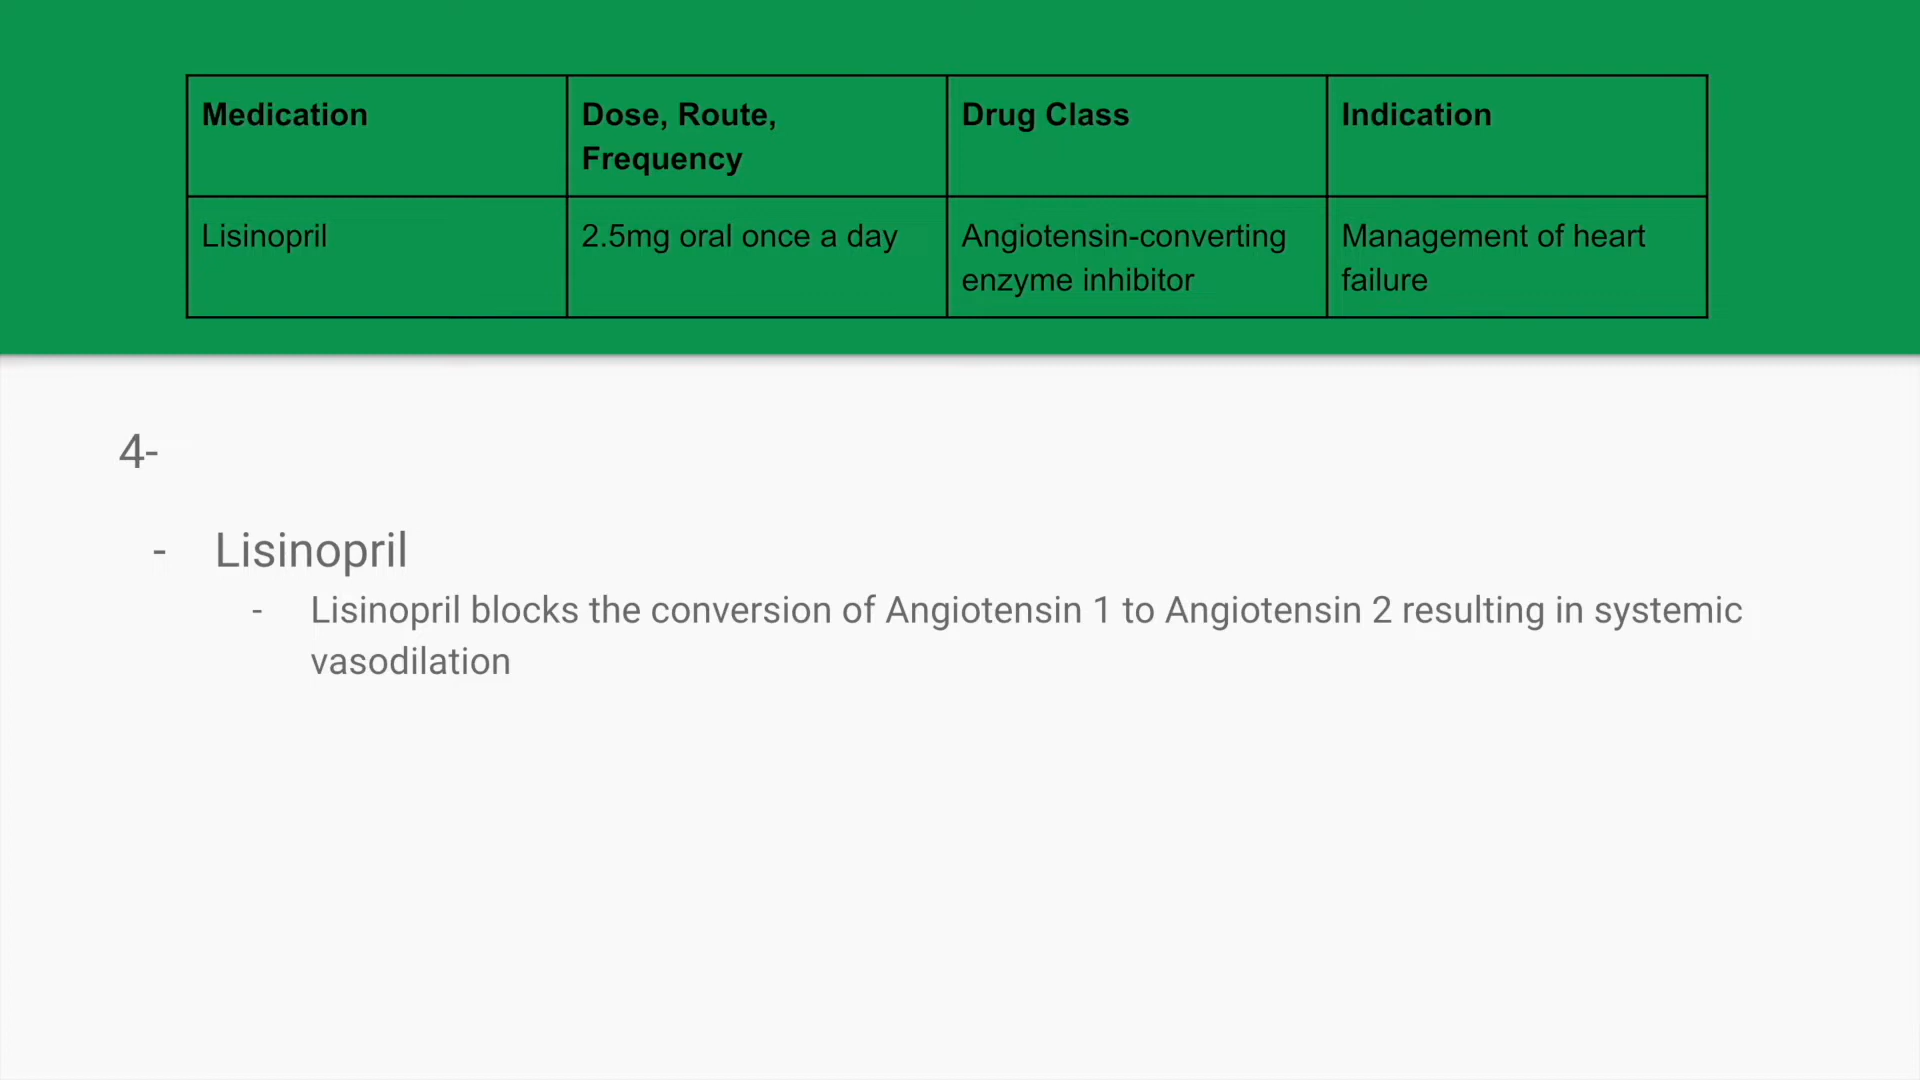 Medication
Dose, Route,
Frequency
Drug Class
Indication
Lisinopril
2.5mg oral once a day
Angiotensin-converting
enzyme inhibitor
Management of heart
failure
4-
- Lisinopril
- Lisinopril blocks the conversion of Angiotensin 1 to Angiotensin 2 resulting in systemic
vasodilation